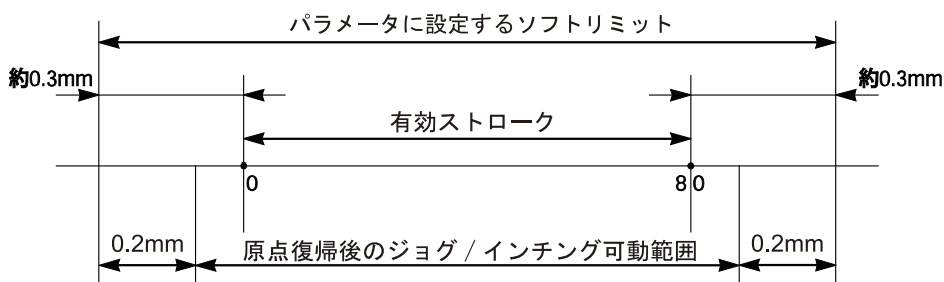 パラメータに設定するソフトリミット
約0.3mm
約0.3mm
有効ストローク
0
80
0.2mm
原点復帰後のジョグ / インチング可動範囲
0.2mm